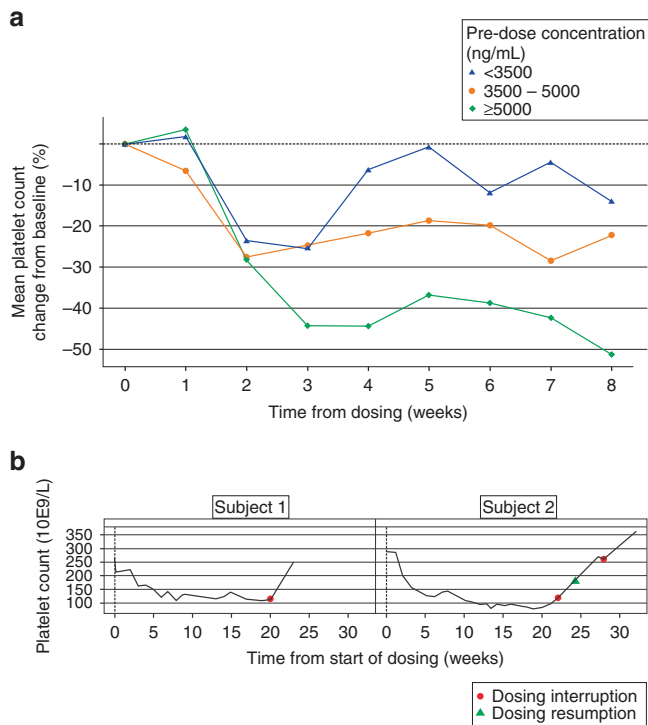 a
Pre-dose concentration
(ng/mL)
<3500
3500 – 5000
≥5000
Mean platelet count
change from baseline (%)
–10
–20
–30
–40
–50
0 1 2 3 4 5 6 7 8
Time from dosing (weeks)
b
Subject 1 Subject 2
Platelet count (10E9/L)
350
300
250
200
150
100
0 5 10 15 20 25 30 0 5 10 15 20 25 30
Time from start of dosing (weeks)
Dosing interruption
Dosing resumption